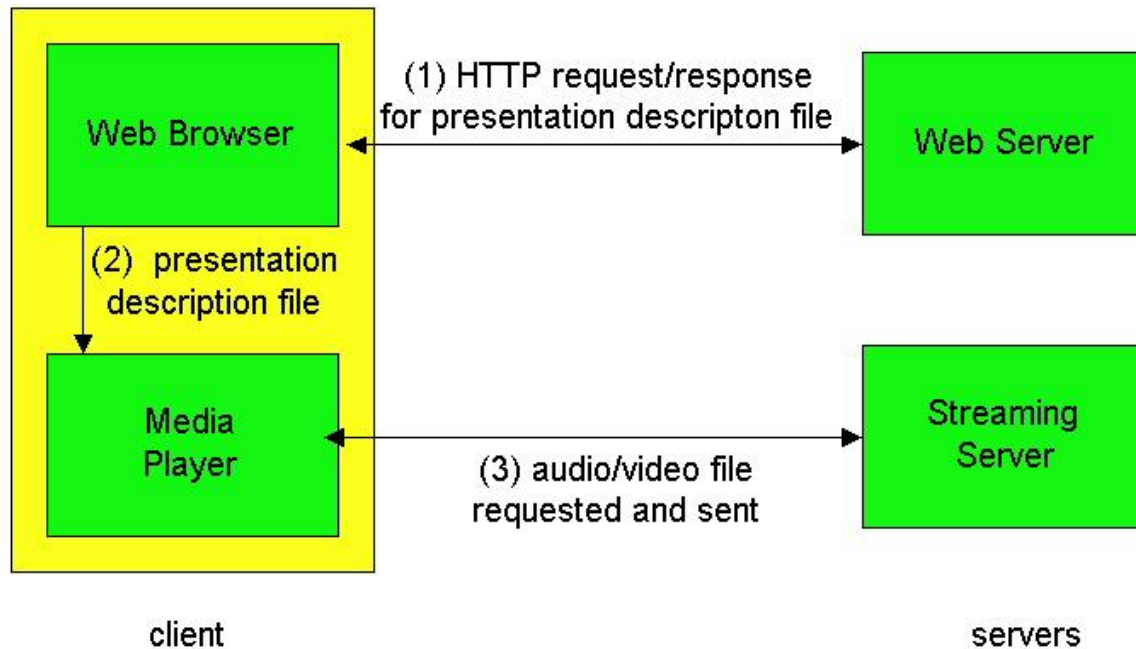 Web Browser
(1) HTTP request/response
for presentation descripton file
Web Server
(2) presentation
description file
Media
Player
(3) audio/video file
requested and sent
Streaming
Server
client
servers